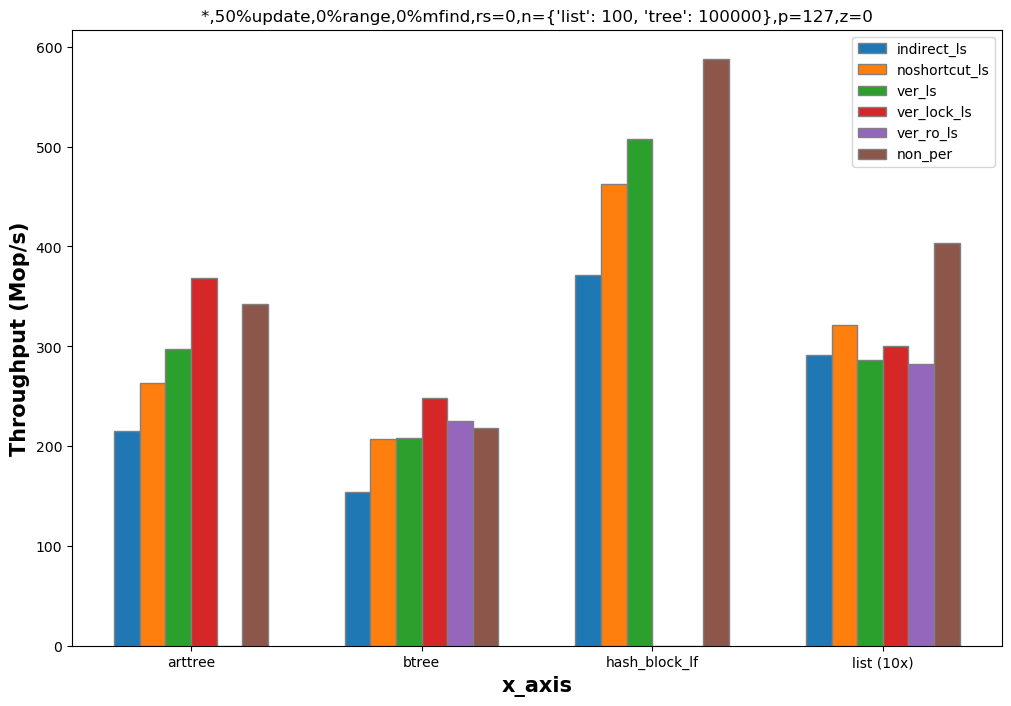 *,50%update,0%range,0%mfind,rs=0,n={'list': 100, 'tree': 100000},p=127,z=0
600
500
400
300
200
100
0
Throughput (Mop/s)
indirect_ls
noshortcut_ls
ver_ls
ver_lock_ls
ver_ro_ls
non_per
arttree
btree
hash_block_lf
list (10x)
x_axis